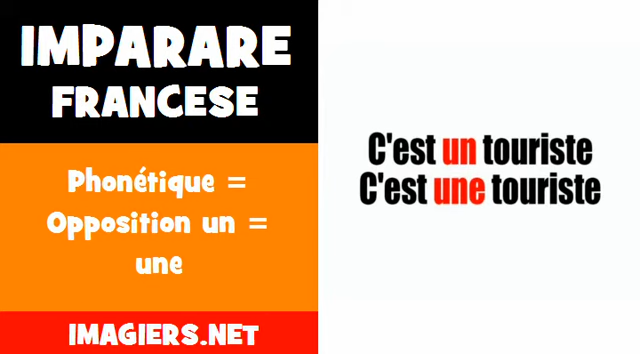 IMPARARE
FRANCESE
Phonétique =
Opposition un =
une
IMAGIERS.NET
C'est un touriste
C'est une touriste